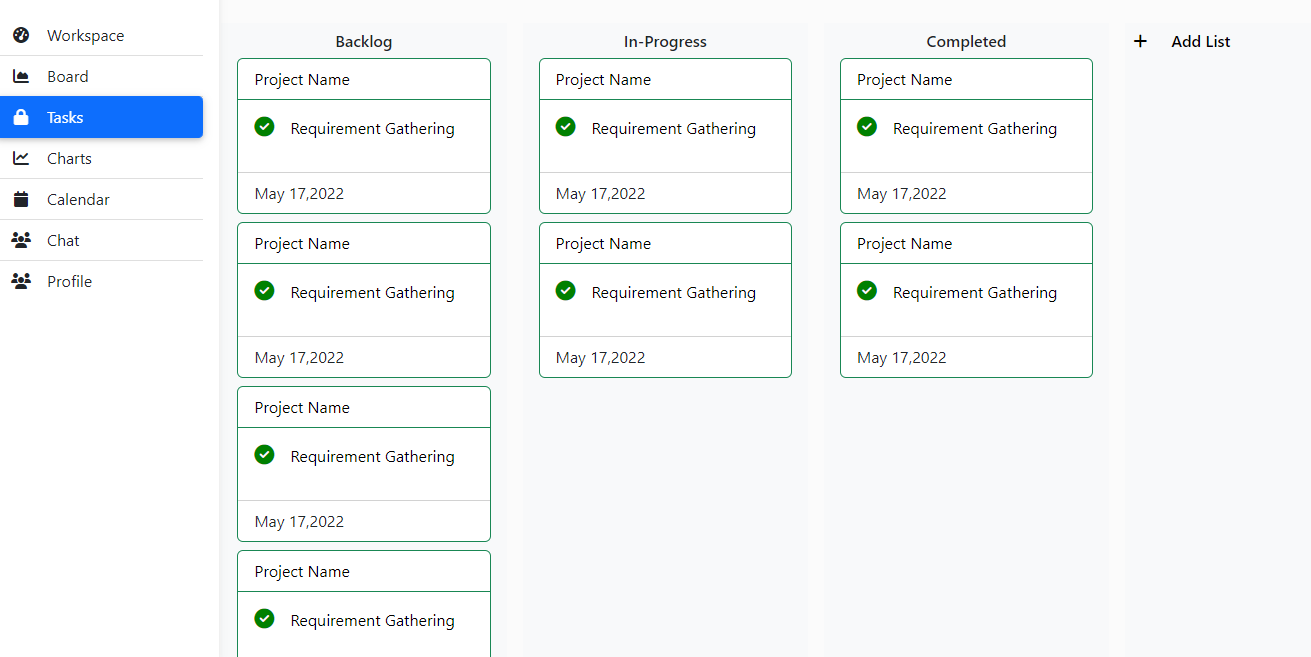 Workspace
Board
Tasks
Charts
Calendar
Chat
Profile
Backlog
Project Name
Requirement Gathering
May 17,2022
Project Name
Requirement Gathering
May 17,2022
Project Name
Requirement Gathering
May 17,2022
Project Name
Requirement Gathering
In-Progress
Project Name
Requirement Gathering
May 17,2022
Project Name
Requirement Gathering
May 17,2022
Completed
Project Name
Requirement Gathering
May 17,2022
Project Name
Requirement Gathering
May 17,2022
Add List